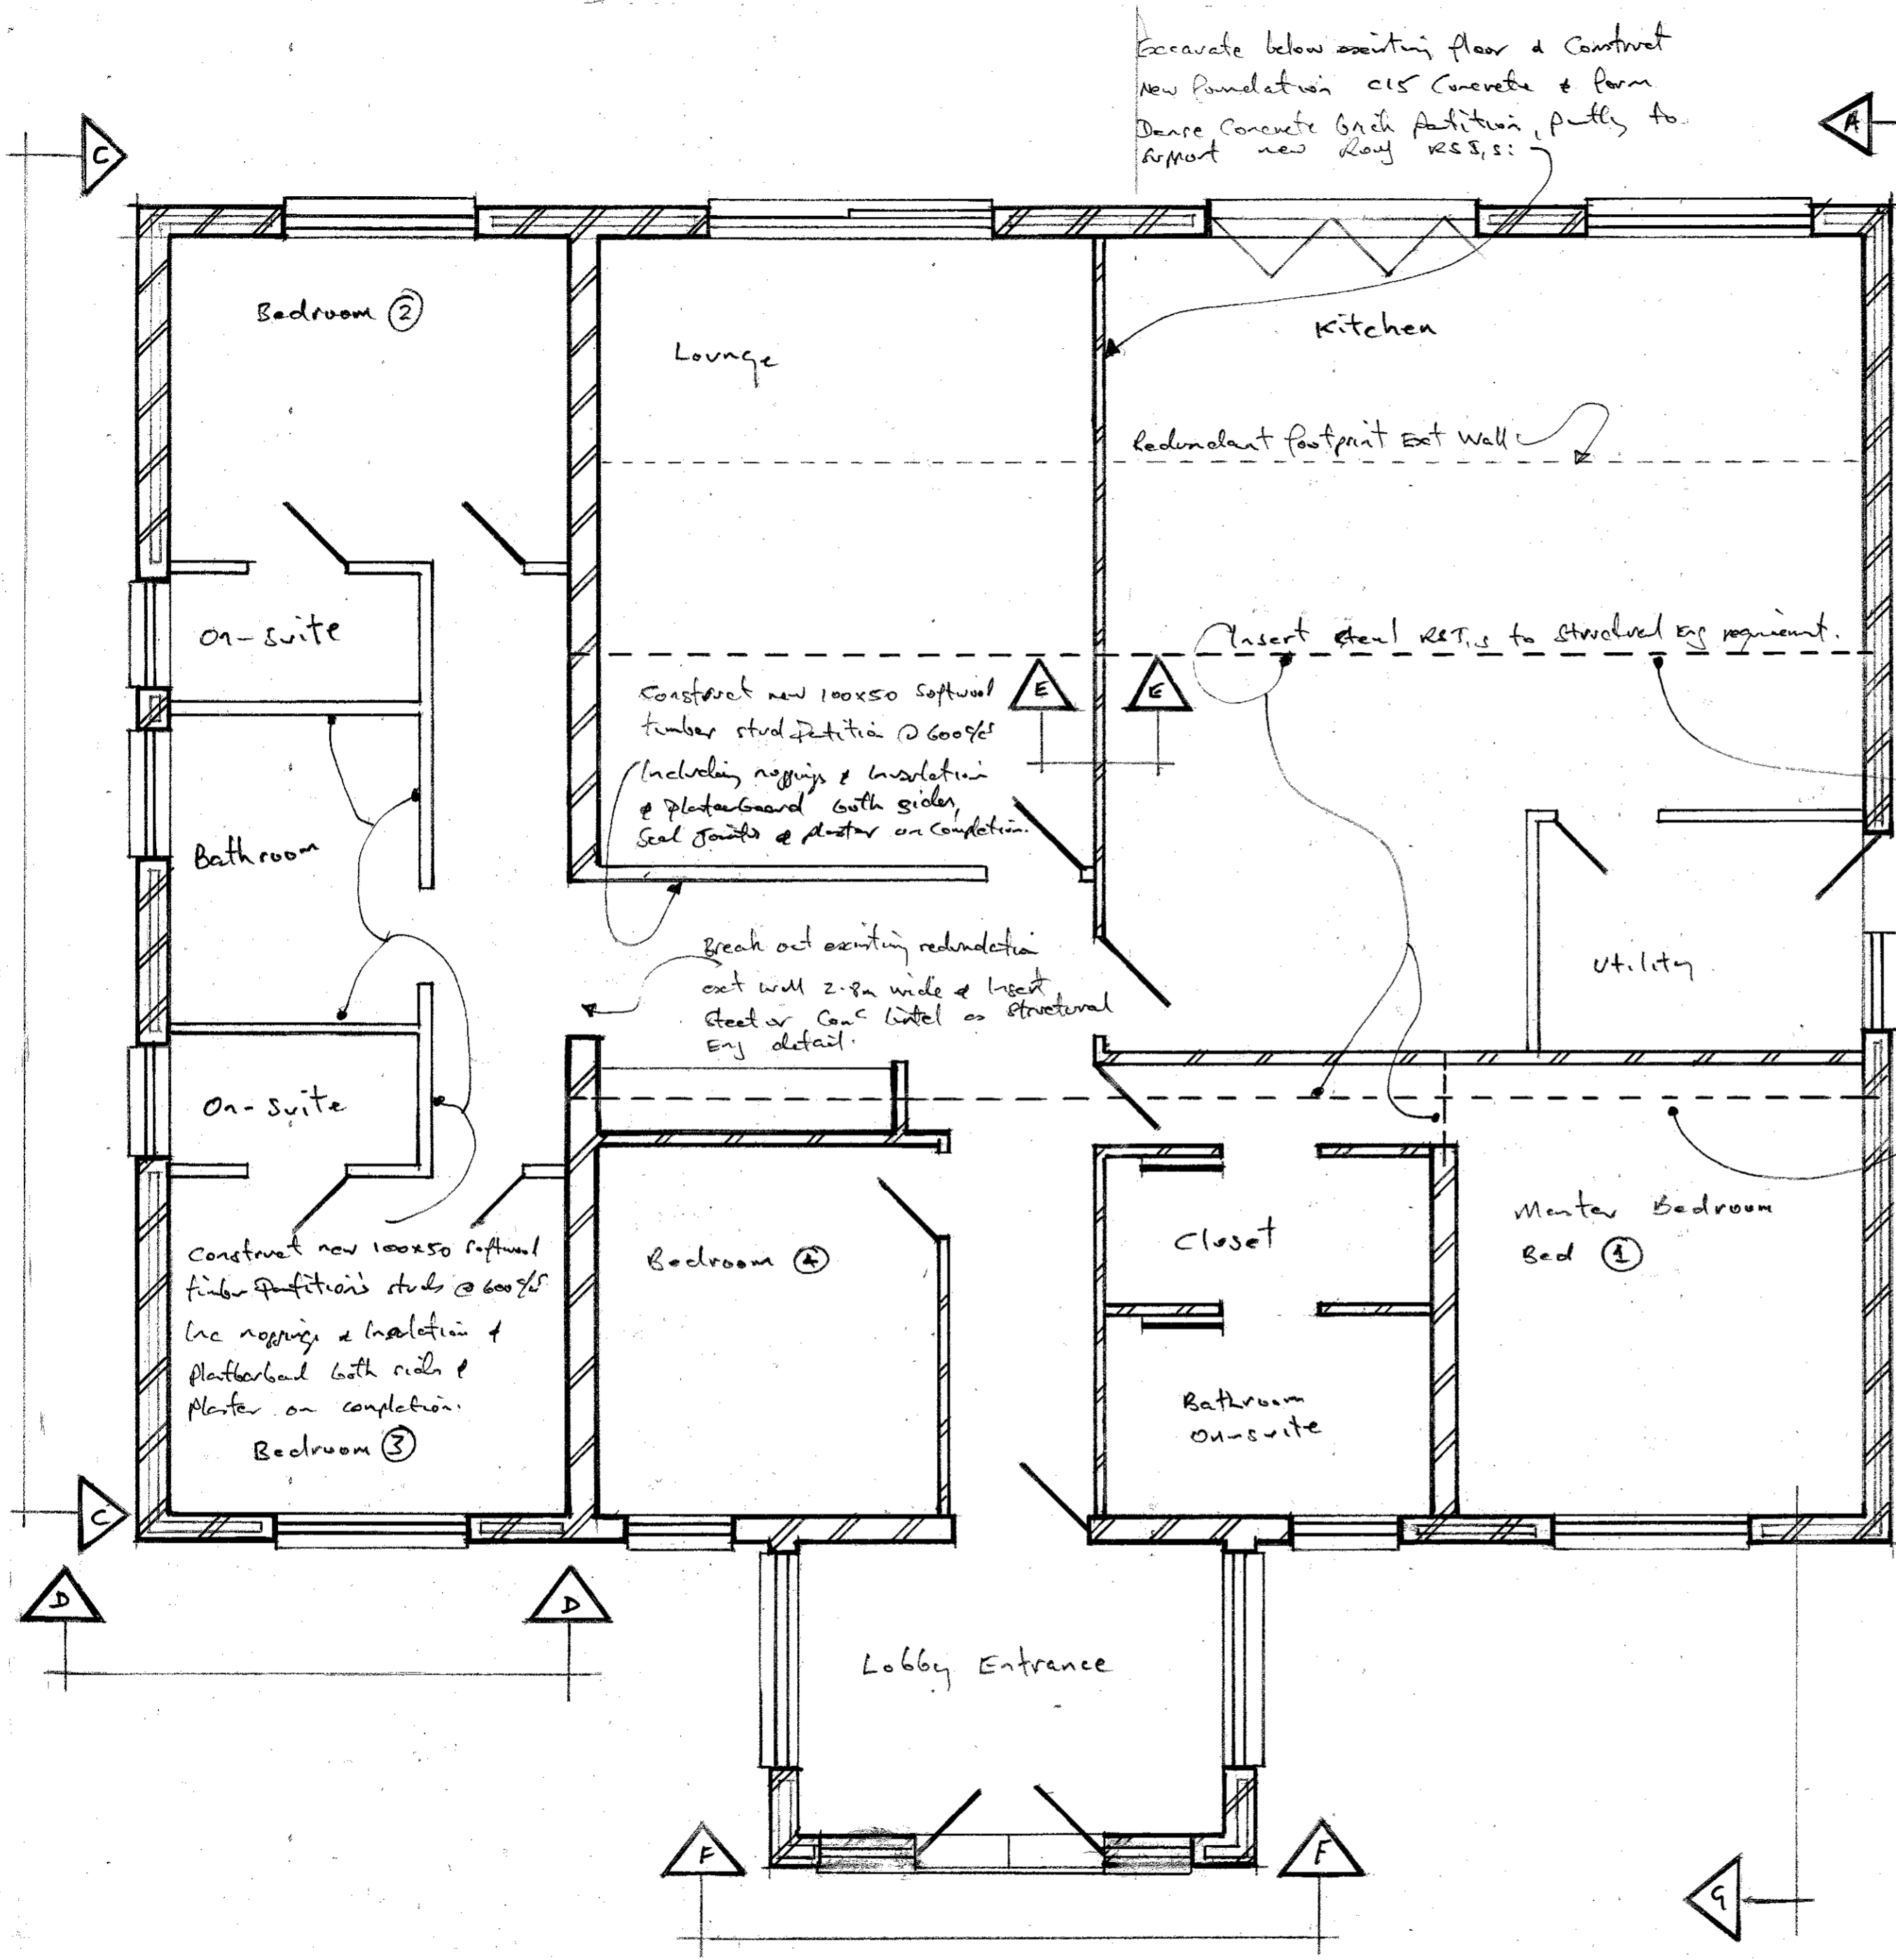 Excavate below existing floor & Construct
New foundation C15 Concrete & form
Dense Concrete brick partition, partly to
support new Roof RSJ,s:
C
A
Bedroom 2
Lounge
Kitchen
Redundant footprint Ext Wall
Insert steel RSJ,s to Structural Eng requirement.
On-suite
Construct new 100x50 Softwood
timber stud Partition @ 600c/cs
Including noggings & Insulation
& Plasterboard both sides,
Seal Joints & plaster on Completion.
E
E
Bathroom
Break out existing redundation
ext wall 2.8m wide & Insert
Steel or Conc lintel as Structural
Eng detail.
Utility
On-suite
Construct new 100x50 Softwood
timber Partition's studs @ 600c/cs
Inc noggings & Insulation &
both sides &
Plaster on completion.
Bedroom 3
Bedroom 4
Closet
Bathroom
On-suite
Master Bedroom
Bed 1
C
D
D
Lobby Entrance
F
F
G